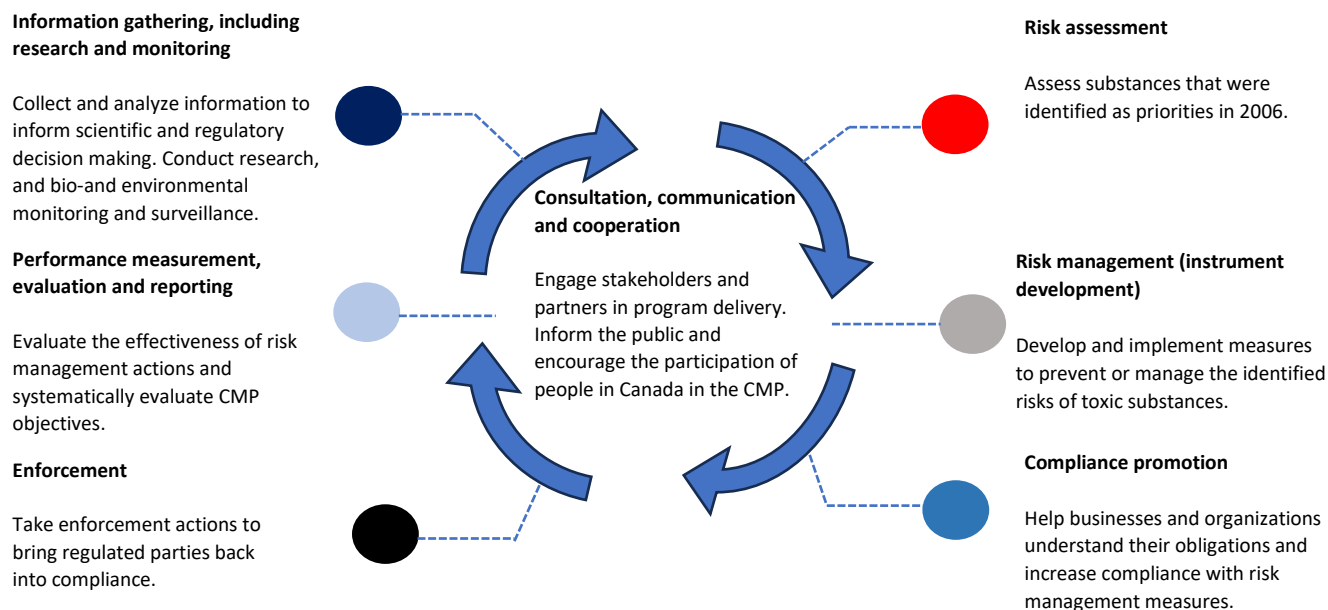 Information gathering, including
research and monitoring
Collect and analyze information to
inform scientific and regulatory
decision making. Conduct research,
and bio-and environmental
monitoring and surveillance.
Performance measurement,
evaluation and reporting
Evaluate the effectiveness of risk
management actions and
systematically evaluate CMP
objectives.
Enforcement
Take enforcement actions to
bring regulated parties back
into compliance.
Consultation, communication
and cooperation
Engage stakeholders and
partners in program delivery.
Inform the public and
encourage the participation of
people in Canada in the CMP.
Risk assessment
Assess substances that were
identified as priorities in 2006.
Risk management (instrument
development)
Develop and implement measures
to prevent or manage the identified
risks of toxic substances.
Compliance promotion
Help businesses and organizations
understand their obligations and
increase compliance with risk
management measures.